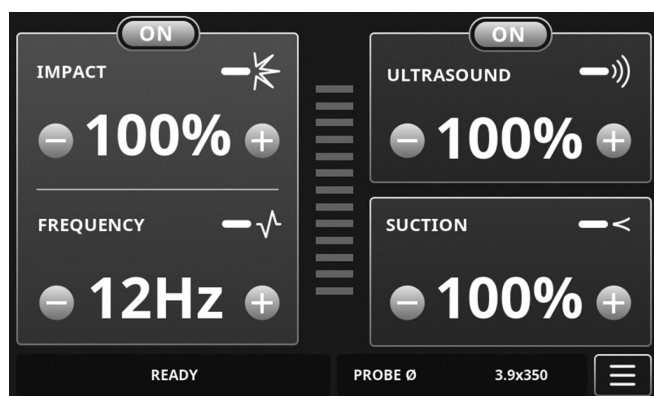 ON
IMPACT
100%
FREQUENCY
12Hz
ON
ULTRASOUND
100%
SUCTION
100%
READY
PROBE Ø 3.9x350